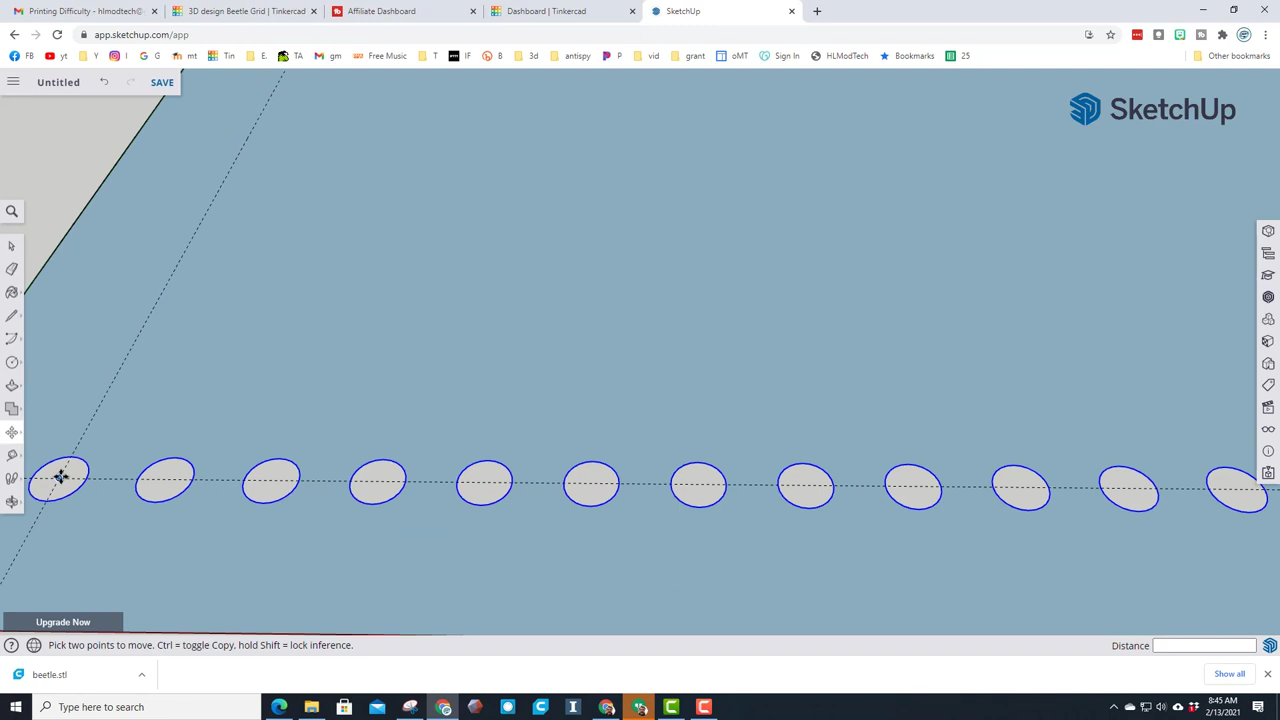 Printing Difficulty - hlmodtech@
3D design Beetle Grid | Tinkercad
Affiliate Dashboard
Dashboard | Tinkercad
SketchUp
app.sketchup.com/app
FB
yt
Y
I
G
mt
Tin
E.
TA
gm
Free Music
T
IF
B
3d
antispy
P
vid
grant
oMT
Sign In
HLModTech
Bookmarks
25
Other bookmarks
Untitled
SAVE
SketchUp
Upgrade Now
Pick two points to move. Ctrl = toggle Copy, hold Shift = lock inference.
Distance
beetle.stl
Show all
Type here to search
8:45 AM
2/13/2021